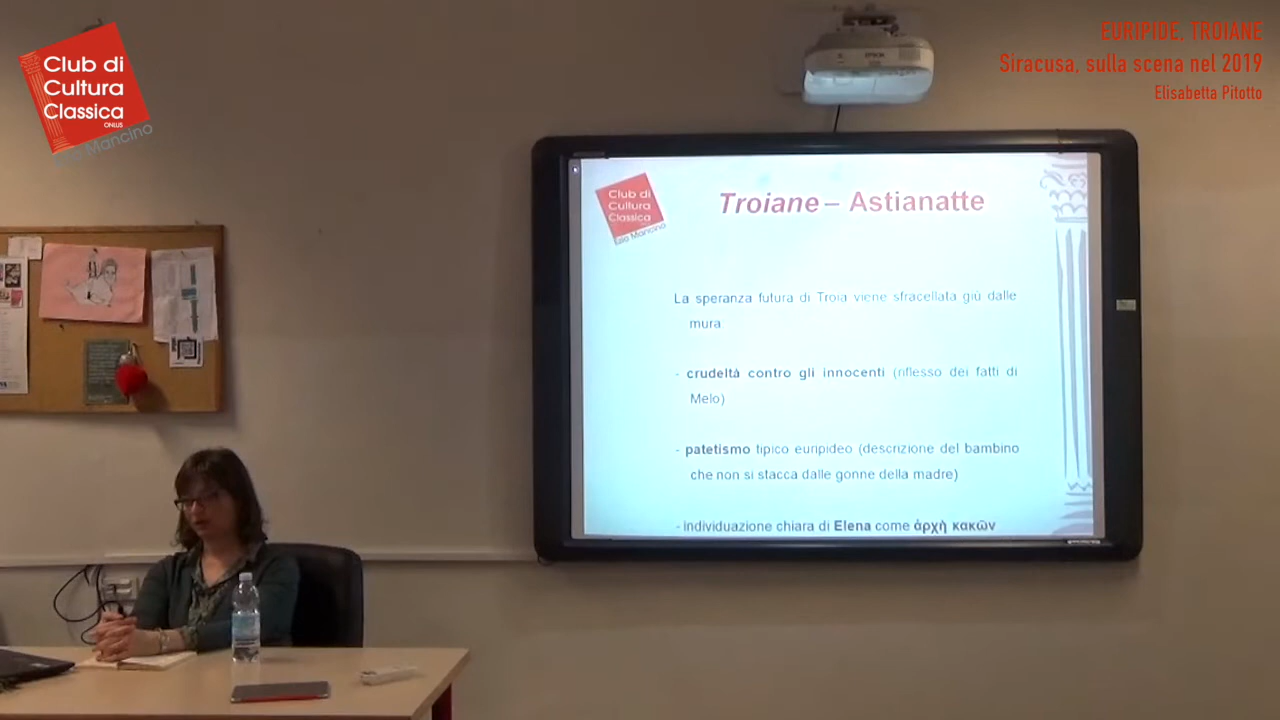 Club di
Cultura
Classica
ONLUS
Ezio Mancino
EURIPIDE, TROIANE
Siracusa, sulla scena nel 2019
Elisabetta Pitotto
EPSON
Club di
Cultura
Classica
Ezio Mancino
Troiane – Astianatte
La speranza futura di Troia viene sfracellata giù dalle
mura
- crudeltà contro gli innocenti (riflesso dei fatti di
Melo)
- patetismo tipico euripideo (descrizione del bambino
che non si stacca dalle gonne della madre)
- individuazione chiara di Elena come ἀρχὴ κακῶν